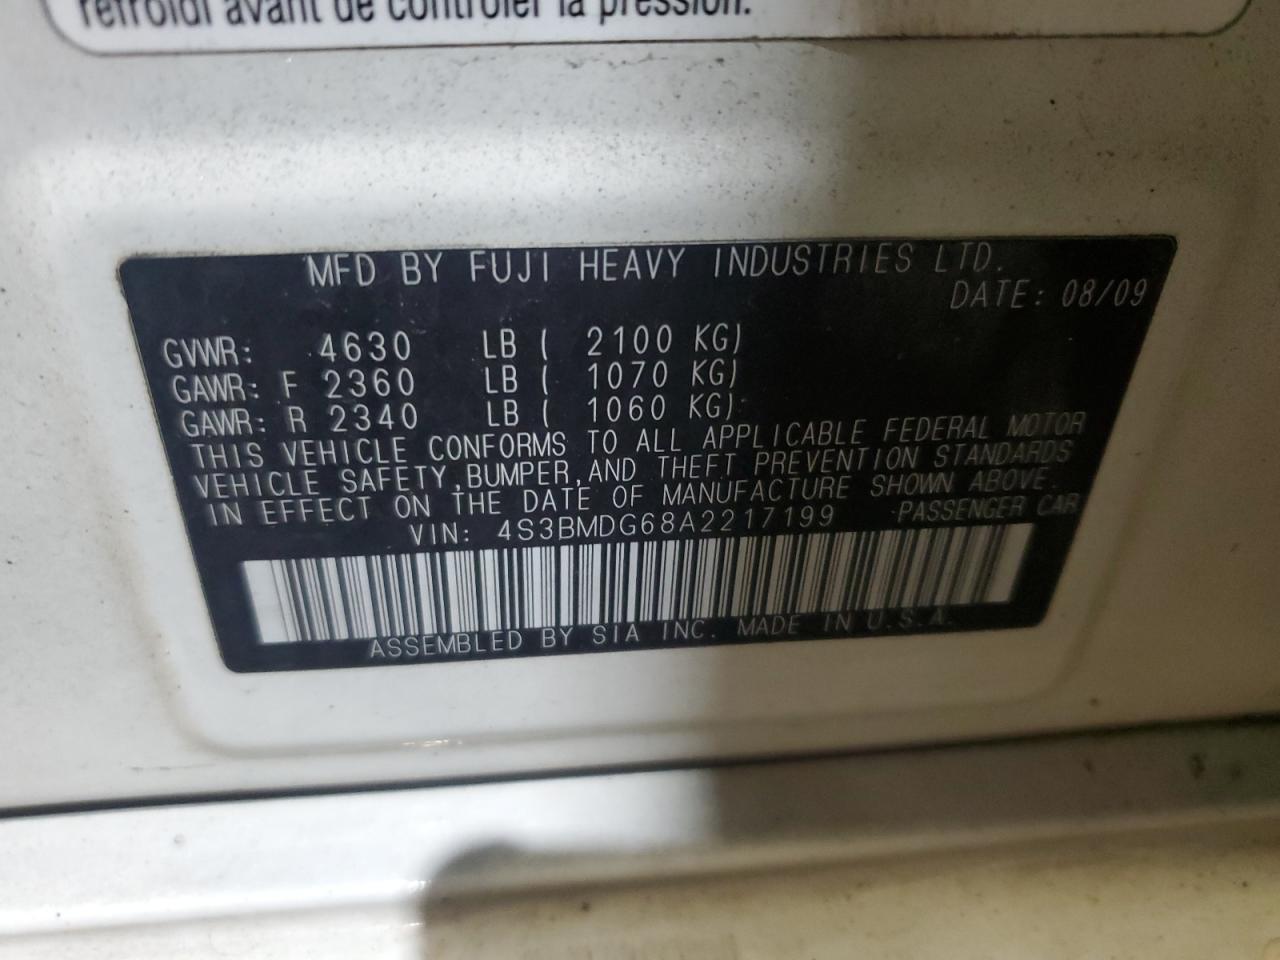 refroidi avant de contrôler la pression.
MFD BY FUJI HEAVY INDUSTRIES LTD.
DATE: 08/09
GVWR: 4630 LB ( 2100 KG)
GAWR: F 2360 LB ( 1070 KG)
GAWR: R 2340 LB ( 1060 KG)
THIS VEHICLE CONFORMS TO ALL APPLICABLE FEDERAL MOTOR
VEHICLE SAFETY,BUMPER,AND THEFT PREVENTION STANDARDS
IN EFFECT ON THE DATE OF MANUFACTURE SHOWN ABOVE.
VIN: 4S3BMDG68A2217199 PASSENGER CAR
ASSEMBLED BY SIA INC. MADE IN U.S.A.